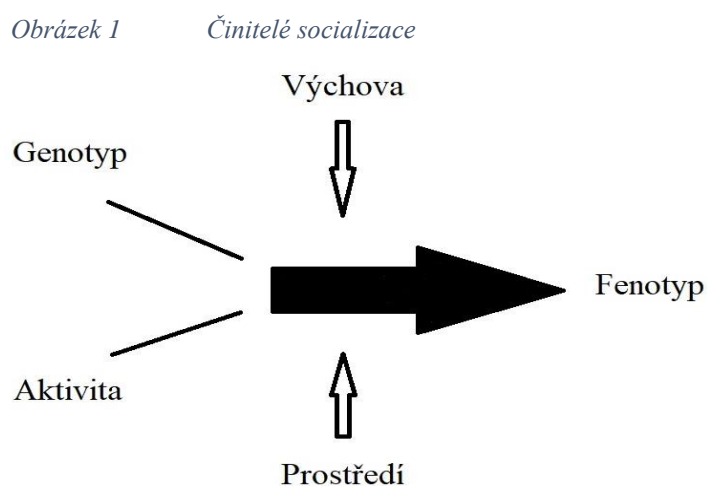 Obrázek 1 Činitelé socializace
Výchova
Genotyp
Fenotyp
Aktivita
Prostředí